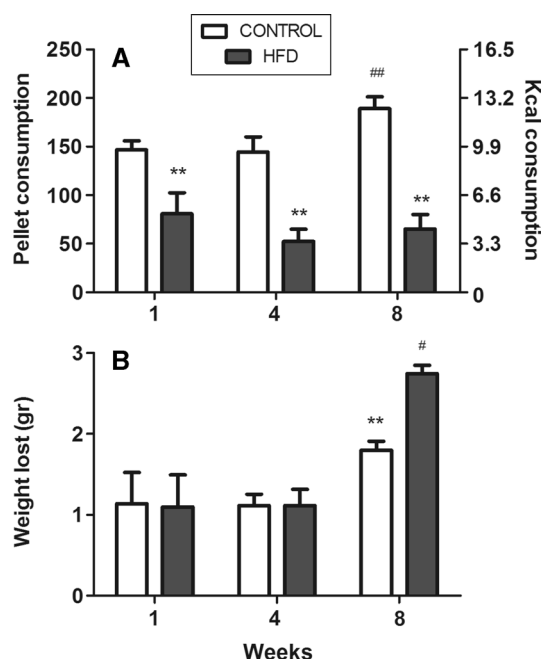 CONTROL
HFD
A
Pellet consumption
250
200
150
100
50
0
**
**
##
**
16.5
13.2
9.9
6.6
3.3
0
Kcal consumption
1 4 8
B
Weight lost (gr)
3
2
1
0
**
#
1 4 8
Weeks